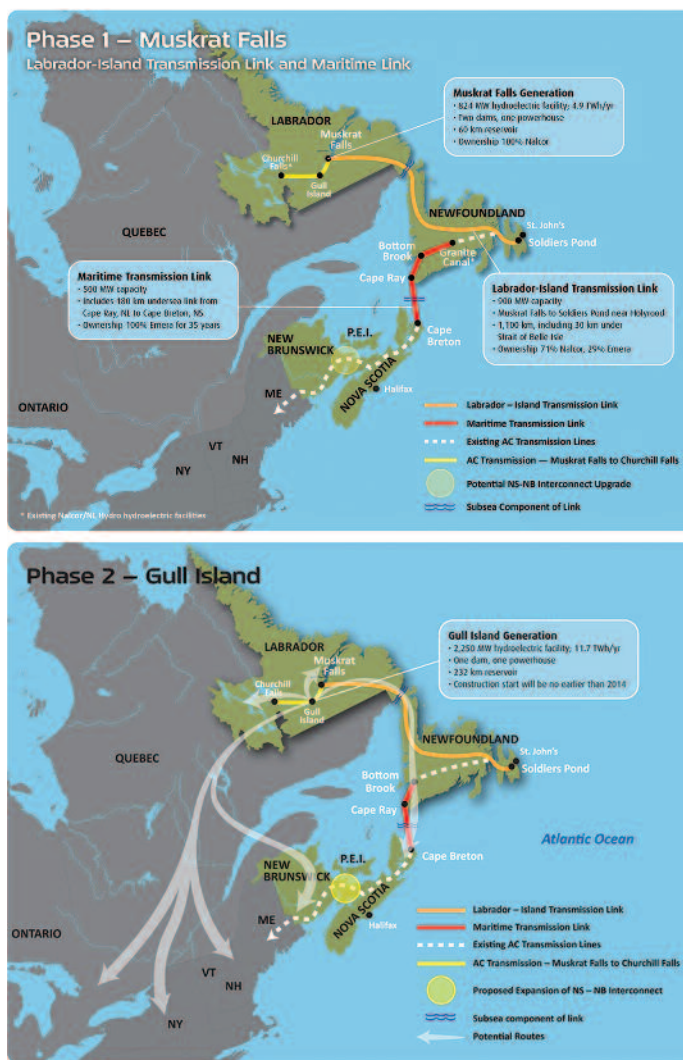 Phase 1 – Muskrat Falls
Labrador-Island Transmission Link and Maritime Link
Muskrat Falls Generation
• 824 MW hydroelectric facility; 4.9 TWh/yr
• Two dams, one powerhouse
• 60 km reservoir
• Ownership 100% Nalcor
LABRADOR
Muskrat
Falls
Churchill
Falls*
Gull
Island
QUEBEC
NEWFOUNDLAND
St. John's
Soldiers Pond
Bottom
Brook
Granite
Canal*
Cape Ray
Maritime Transmission Link
• 500 MW capacity
• Includes 180 km undersea link from
Cape Ray, NL to Cape Breton, NS
• Ownership 100% Emera for 35 years
Labrador-Island Transmission Link
• 900 MW capacity
• Muskrat Falls to Soldiers Pond near Holyrood
• 1,100 km, including 30 km under
Strait of Belle Isle
• Ownership 71% Nalcor, 29% Emera
Cape
Breton
P.E.I.
NEW
BRUNSWICK
NOVA SCOTIA
Halifax
ME
ONTARIO
VT
NH
NY
Labrador – Island Transmission Link
Maritime Transmission Link
Existing AC Transmission Lines
AC Transmission — Muskrat Falls to Churchill Falls
Potential NS-NB Interconnect Upgrade
Subsea Component of Link
* Existing Nalcor/NL Hydro hydroelectric facilities
Phase 2 – Gull Island
Gull Island Generation
• 2,250 MW hydroelectric facility; 11.7 TWh/yr
• One dam, one powerhouse
• 232 km reservoir
• Construction start will be no earlier than 2014
LABRADOR
Muskrat
Falls
Churchill
Falls
Gull
Island
QUEBEC
NEWFOUNDLAND
St. John's
Soldiers Pond
Bottom
Brook
Cape Ray
Atlantic Ocean
Cape Breton
P.E.I.
NEW
BRUNSWICK
NOVA SCOTIA
Halifax
ME
ONTARIO
VT
NH
NY
Labrador – Island Transmission Link
Maritime Transmission Link
Existing AC Transmission Lines
AC Transmission – Muskrat Falls to Churchill Falls
Proposed Expansion of NS – NB Interconnect
Subsea component of link
Potential Routes